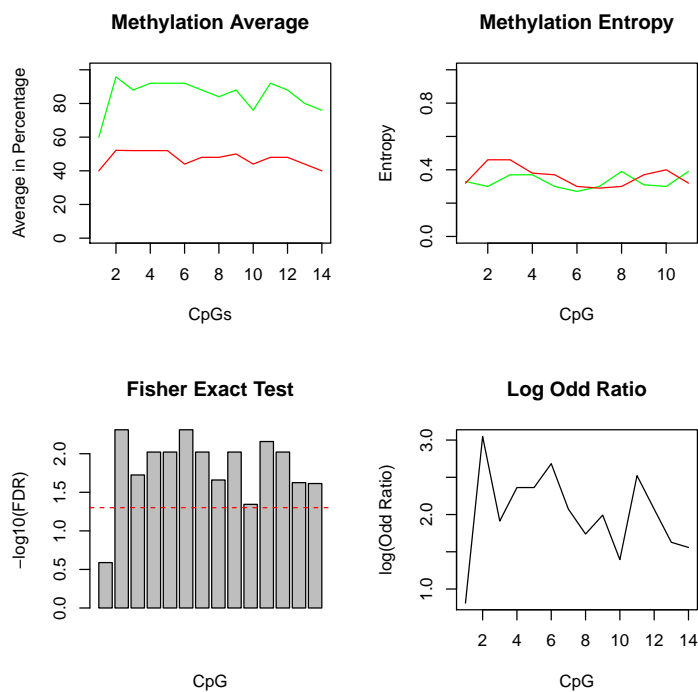 Methylation Average
Average in Percentage
0 20 40 60 80
2 4 6 8 10 12 14
CpGs
Methylation Entropy
Entropy
0.0 0.4 0.8
2 4 6 8 10
CpG
Fisher Exact Test
−log10(FDR)
0.0 0.5 1.0 1.5 2.0
CpG
Log Odd Ratio
log(Odd Ratio)
1.0 2.0 3.0
2 4 6 8 10 12 14
CpG